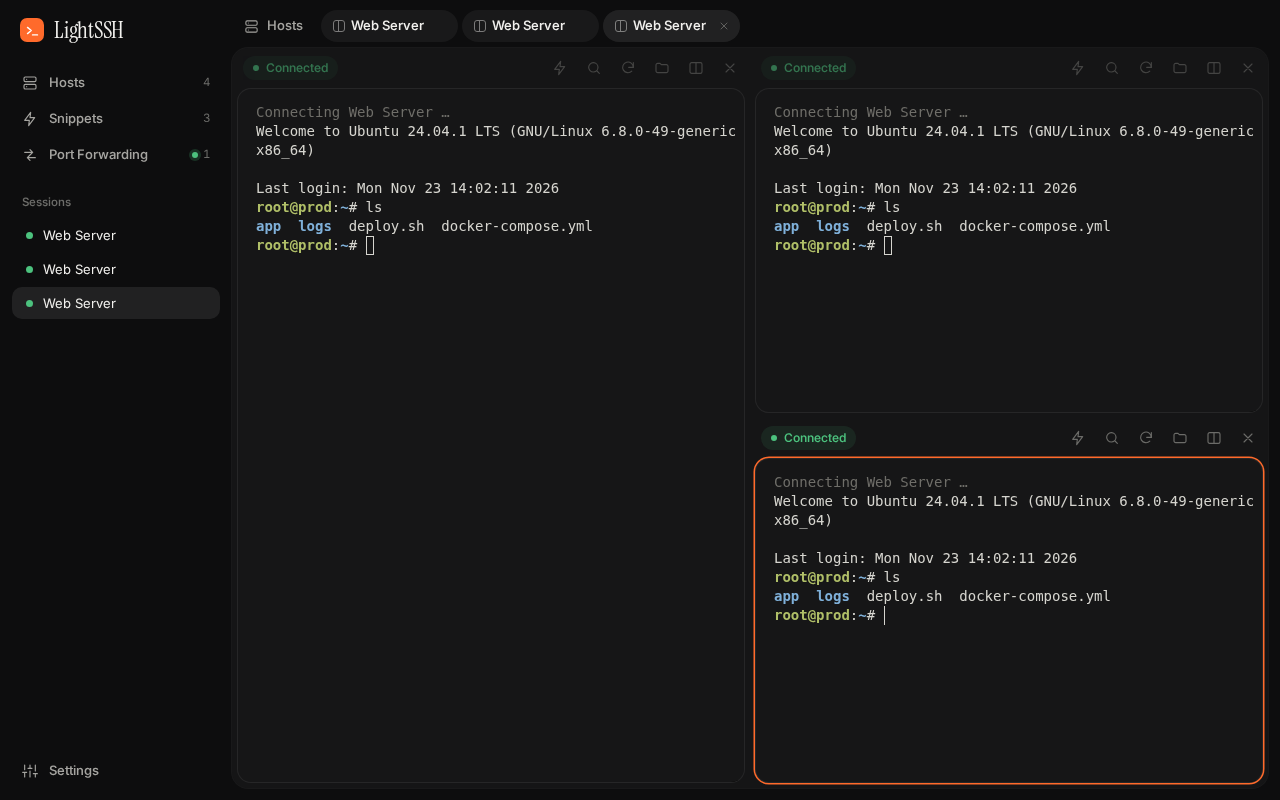 LightSSH
Hosts 4
Snippets 3
Port Forwarding 1
Sessions
Web Server
Web Server
Web Server
Settings
Hosts
Web Server
Web Server
Web Server
Connected
Connecting Web Server …
Welcome to Ubuntu 24.04.1 LTS (GNU/Linux 6.8.0-49-generic
x86_64)
Last login: Mon Nov 23 14:02:11 2026
root@prod:~# ls
app logs deploy.sh docker-compose.yml
root@prod:~#
Connected
Connecting Web Server …
Welcome to Ubuntu 24.04.1 LTS (GNU/Linux 6.8.0-49-generic
x86_64)
Last login: Mon Nov 23 14:02:11 2026
root@prod:~# ls
app logs deploy.sh docker-compose.yml
root@prod:~#
Connected
Connecting Web Server …
Welcome to Ubuntu 24.04.1 LTS (GNU/Linux 6.8.0-49-generic
x86_64)
Last login: Mon Nov 23 14:02:11 2026
root@prod:~# ls
app logs deploy.sh docker-compose.yml
root@prod:~#